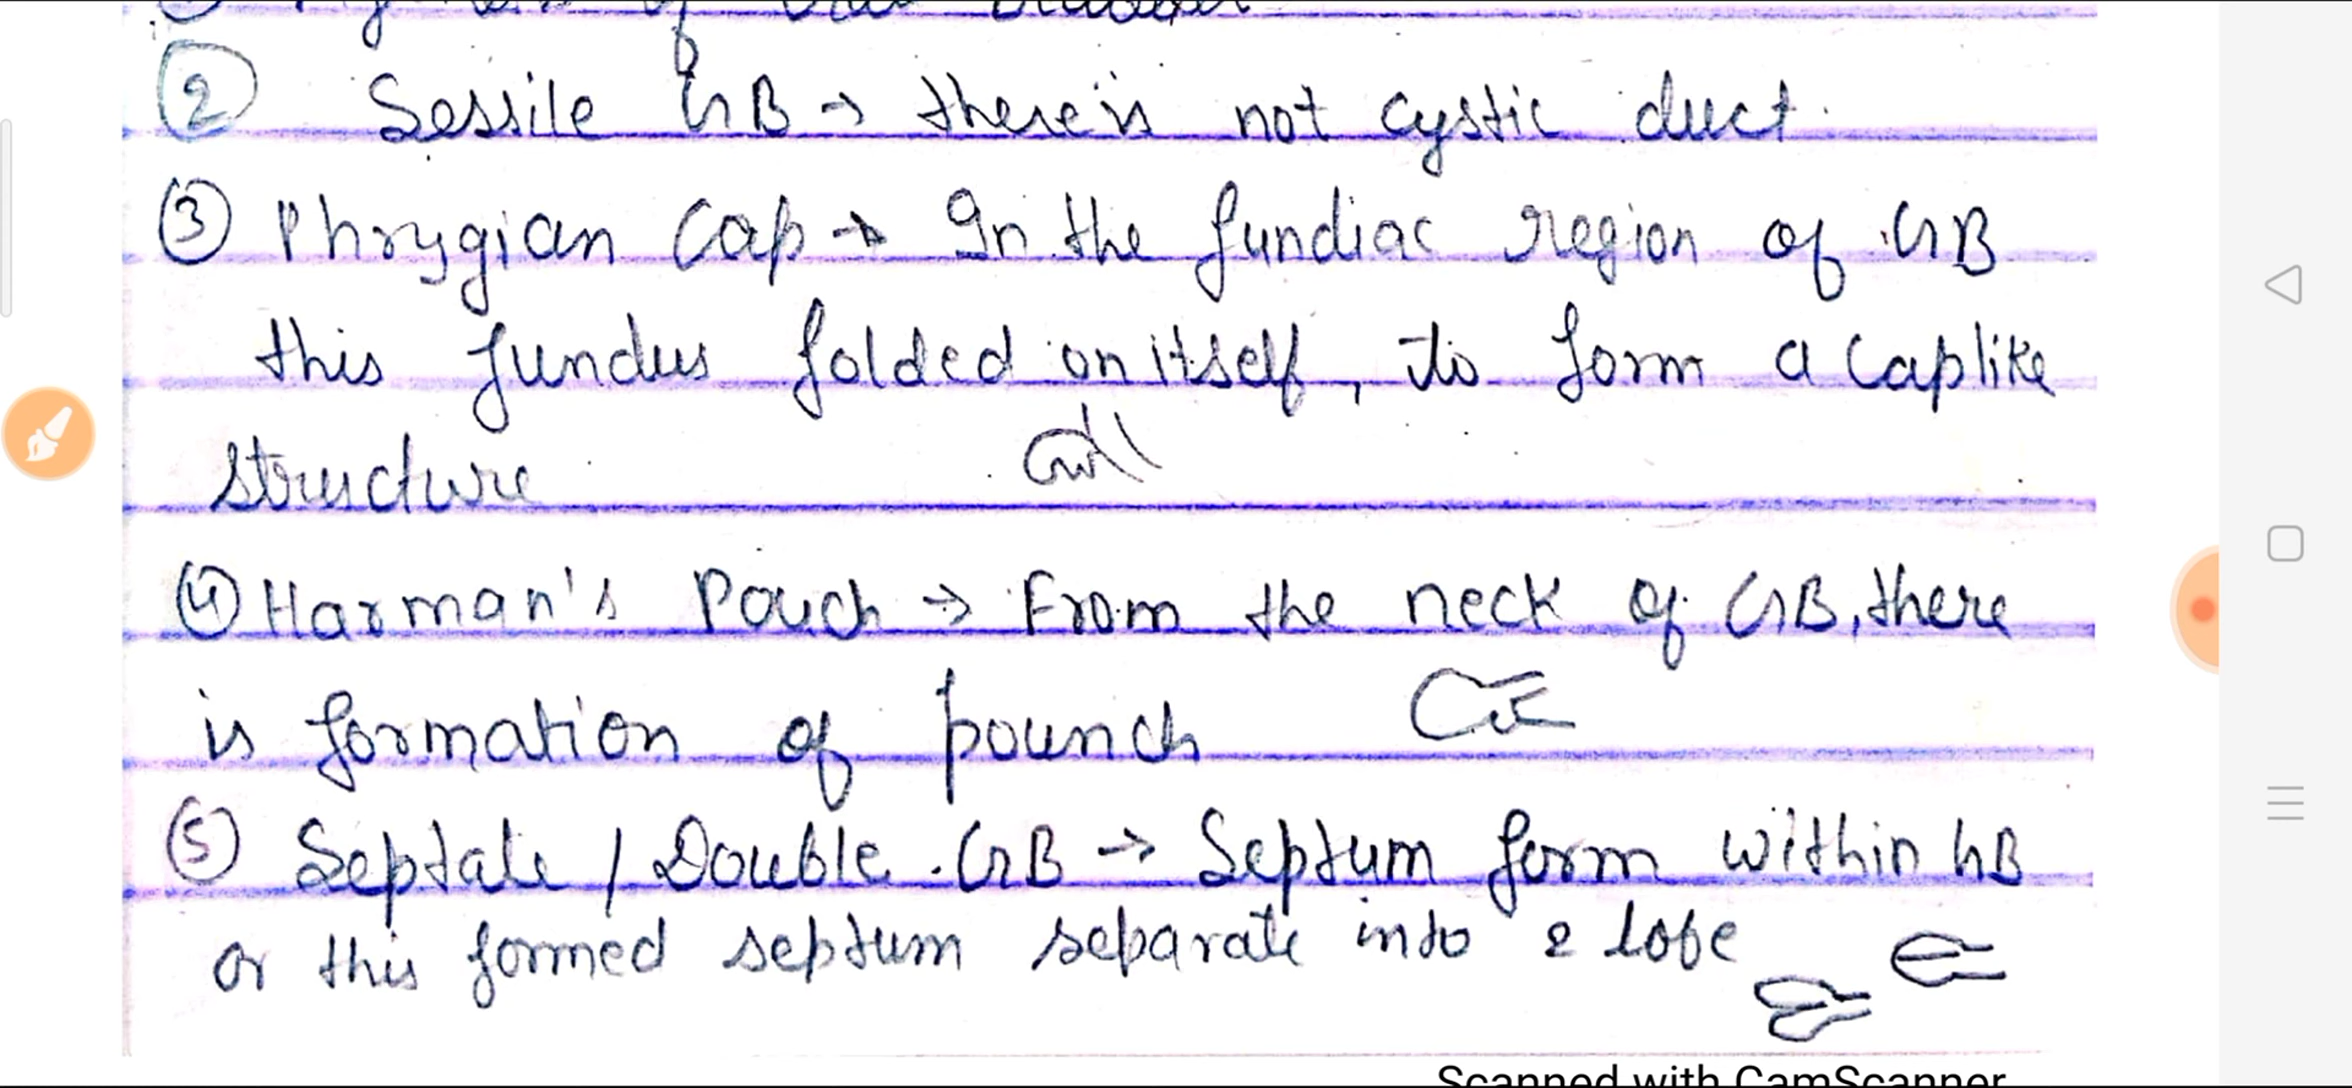 ② Sessile GB → there is not cystic duct.
③ Phrygian Cap → In the fundiac region of GB
this fundus folded on itself, to form a Caplike
structure
④ Harman's Pouch → From the neck of GB, there
is formation of pounch
⑤ Septate / Double GB → Septum form within GB
or this formed septum separate into 2 lobe
Scanned with CamScanner